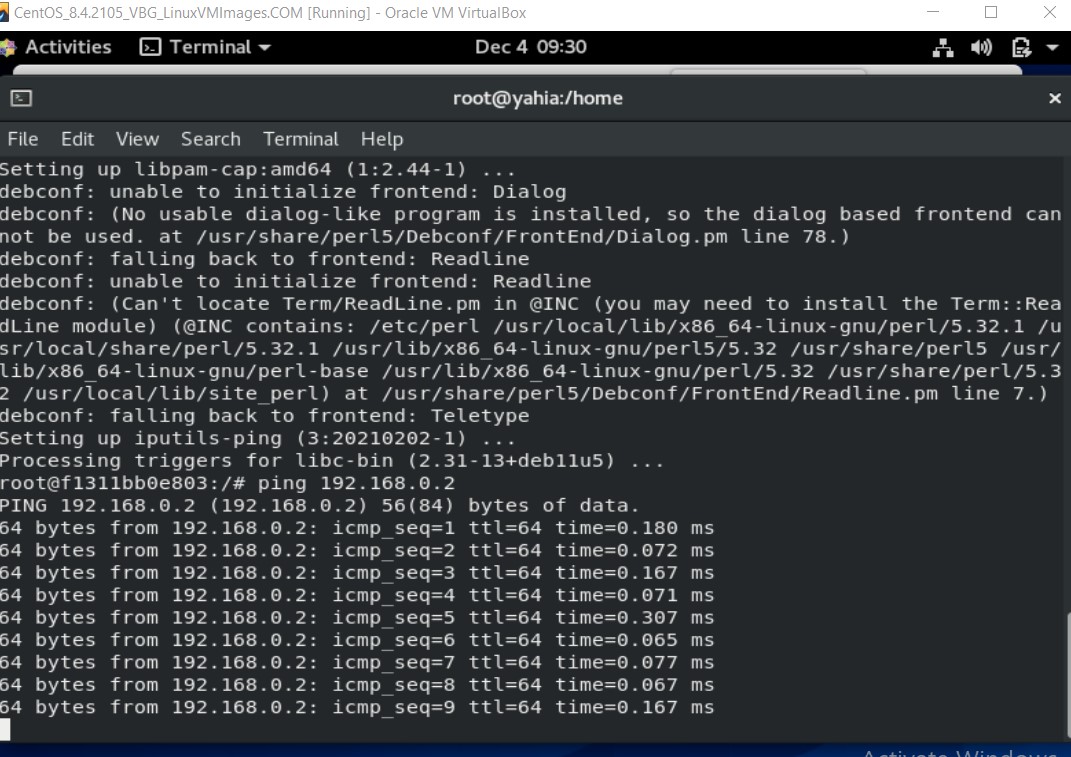 CentOS_8.4.2105_VBG_LinuxVMImages.COM [Running] - Oracle VM VirtualBox
Activities Terminal Dec 4 09:30
root@yahia:/home
File Edit View Search Terminal Help
Setting up libpam-cap:amd64 (1:2.44-1) ...
debconf: unable to initialize frontend: Dialog
debconf: (No usable dialog-like program is installed, so the dialog based frontend can
not be used. at /usr/share/perl5/Debconf/FrontEnd/Dialog.pm line 78.)
debconf: falling back to frontend: Readline
debconf: unable to initialize frontend: Readline
debconf: (Can't locate Term/ReadLine.pm in @INC (you may need to install the Term::Rea
dLine module) (@INC contains: /etc/perl /usr/local/lib/x86_64-linux-gnu/perl/5.32.1 /u
sr/local/share/perl/5.32.1 /usr/lib/x86_64-linux-gnu/perl5/5.32 /usr/share/perl5 /usr/
lib/x86_64-linux-gnu/perl-base /usr/lib/x86_64-linux-gnu/perl/5.32 /usr/share/perl/5.3
2 /usr/local/lib/site_perl) at /usr/share/perl5/Debconf/FrontEnd/Readline.pm line 7.)
debconf: falling back to frontend: Teletype
Setting up iputils-ping (3:20210202-1) ...
Processing triggers for libc-bin (2.31-13+deb11u5) ...
root@f1311bb0e803:/# ping 192.168.0.2
PING 192.168.0.2 (192.168.0.2) 56(84) bytes of data.
64 bytes from 192.168.0.2: icmp_seq=1 ttl=64 time=0.180 ms
64 bytes from 192.168.0.2: icmp_seq=2 ttl=64 time=0.072 ms
64 bytes from 192.168.0.2: icmp_seq=3 ttl=64 time=0.167 ms
64 bytes from 192.168.0.2: icmp_seq=4 ttl=64 time=0.071 ms
64 bytes from 192.168.0.2: icmp_seq=5 ttl=64 time=0.307 ms
64 bytes from 192.168.0.2: icmp_seq=6 ttl=64 time=0.065 ms
64 bytes from 192.168.0.2: icmp_seq=7 ttl=64 time=0.077 ms
64 bytes from 192.168.0.2: icmp_seq=8 ttl=64 time=0.067 ms
64 bytes from 192.168.0.2: icmp_seq=9 ttl=64 time=0.167 ms
Activate Windows